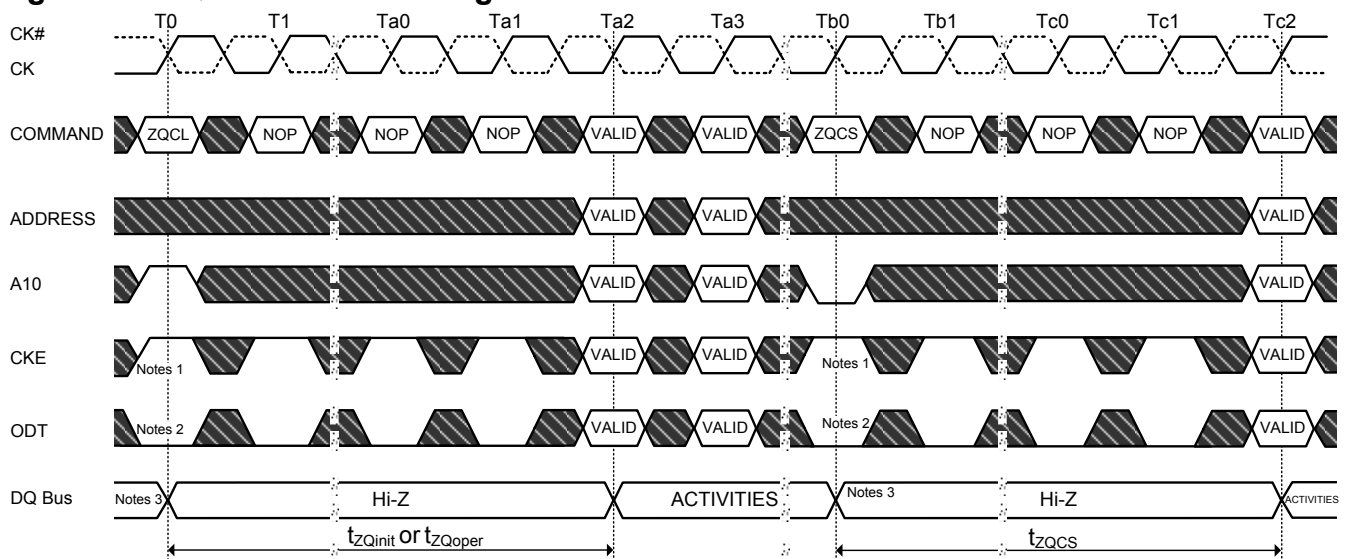 T0 T1 Ta0 Ta1 Ta2 Ta3 Tb0 Tb1 Tc0 Tc1 Tc2
CK#
CK
COMMAND ZQCL NOP NOP NOP VALID VALID ZQCS NOP NOP NOP VALID
ADDRESS VALID VALID VALID
A10 VALID VALID VALID
CKE Notes 1 VALID VALID Notes 1 VALID
ODT Notes 2 VALID VALID Notes 2 VALID
DQ Bus Notes 3 Hi-Z ACTIVITIES Notes 3 Hi-Z ACTIVITIES
tZQinit or tZQoper tZQCS